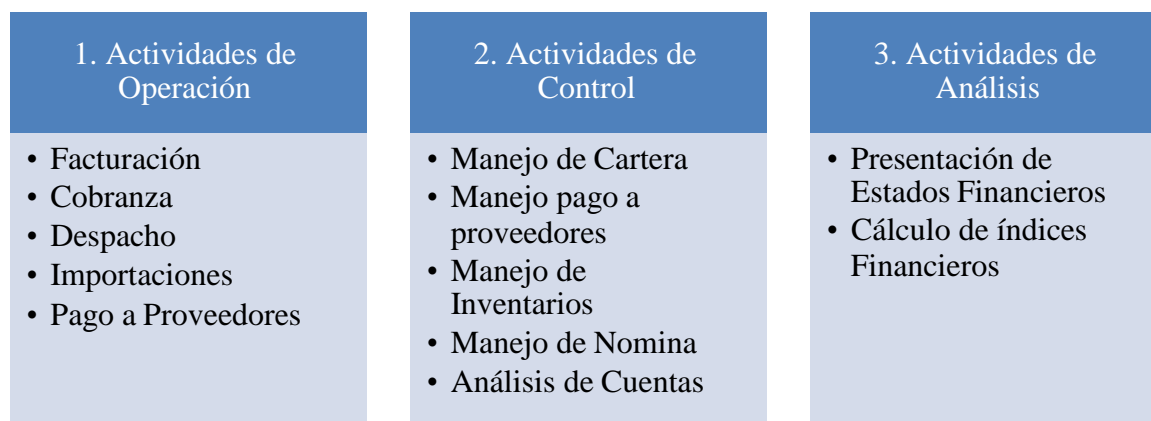 1. Actividades de
Operación
• Facturación
• Cobranza
• Despacho
• Importaciones
• Pago a Proveedores
2. Actividades de
Control
• Manejo de Cartera
• Manejo pago a
proveedores
• Manejo de
Inventarios
• Manejo de Nomina
• Análisis de Cuentas
3. Actividades de
Análisis
• Presentación de
Estados Financieros
• Cálculo de índices
Financieros